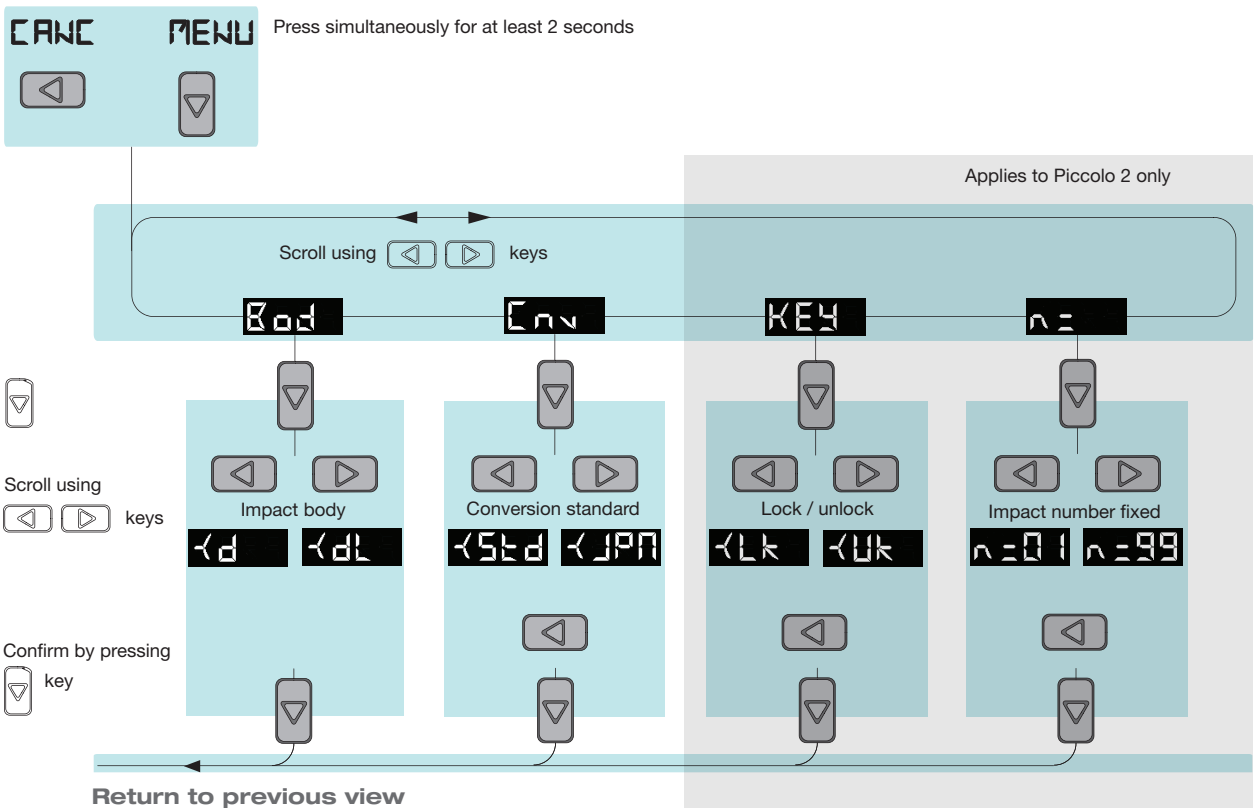 CANC MENU Press simultaneously for at least 2 seconds
Applies to Piccolo 2 only
Scroll using keys
Bod Cnv KEY n=
Scroll using
keys
Impact body Conversion standard Lock / unlock Impact number fixed
d dL Std JPN Lk Uk n=01 n=99
Confirm by pressing
key
Return to previous view